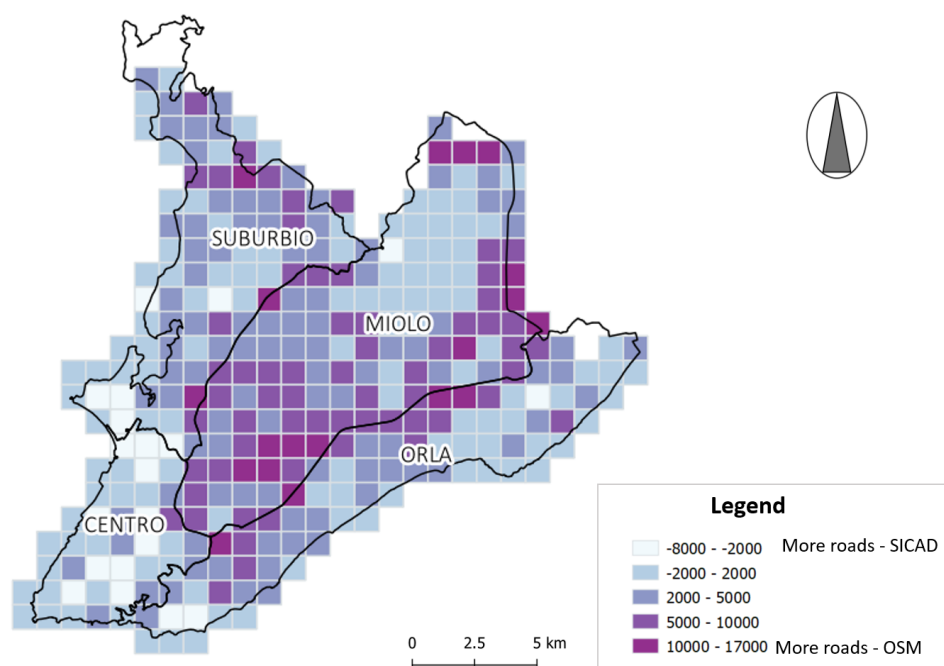 SUBURBIO
MIOLO
ORLA
CENTRO
Legend
-8000 - -2000 More roads - SICAD
-2000 - 2000
2000 - 5000
5000 - 10000
10000 - 17000 More roads - OSM
0 2.5 5 km